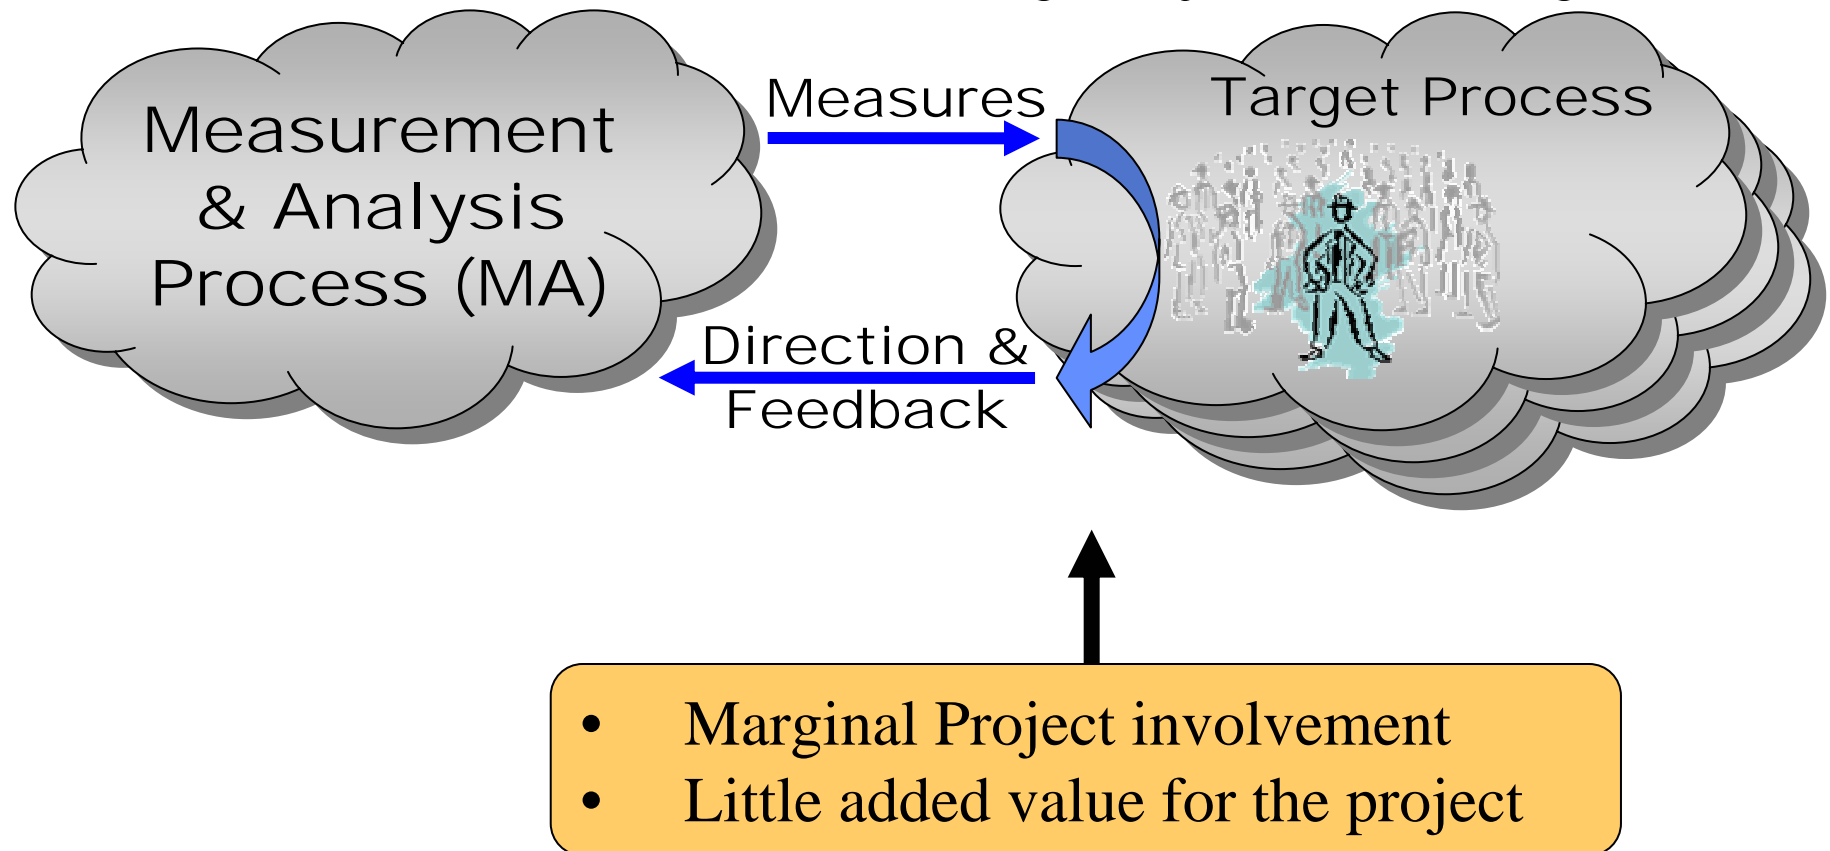 Measurement
& Analysis
Process (MA)
Measures
Target Process
Direction &
Feedback
• Marginal Project involvement
• Little added value for the project